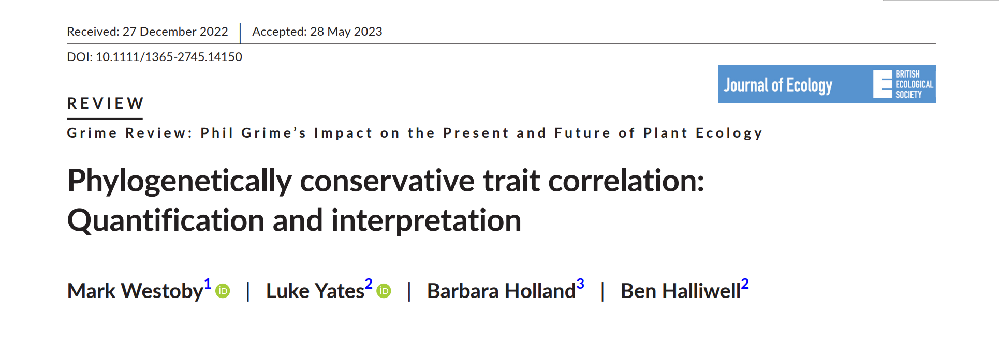 Received: 27 December 2022 | Accepted: 28 May 2023
DOI: 10.1111/1365-2745.14150
Journal of Ecology
BRITISH
ECOLOGICAL
SOCIETY
REVIEW
Grime Review: Phil Grime’s Impact on the Present and Future of Plant Ecology
Phylogenetically conservative trait correlation:
Quantification and interpretation
Mark Westoby1 iD | Luke Yates2 iD | Barbara Holland3 | Ben Halliwell2